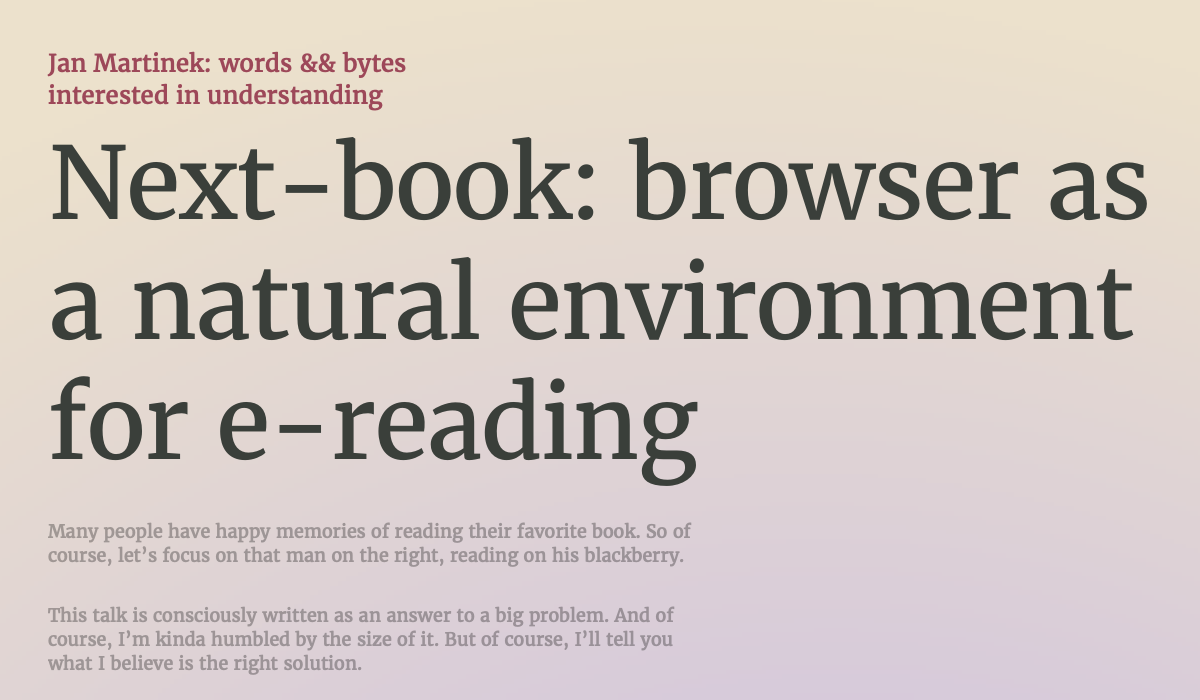 Jan Martinek: words && bytes
interested in understanding
Next-book: browser as
a natural environment
for e-reading
Many people have happy memories of reading their favorite book. So of
course, let’s focus on that man on the right, reading on his blackberry.
This talk is consciously written as an answer to a big problem. And of
course, I’m kinda humbled by the size of it. But of course, I’ll tell you
what I believe is the right solution.